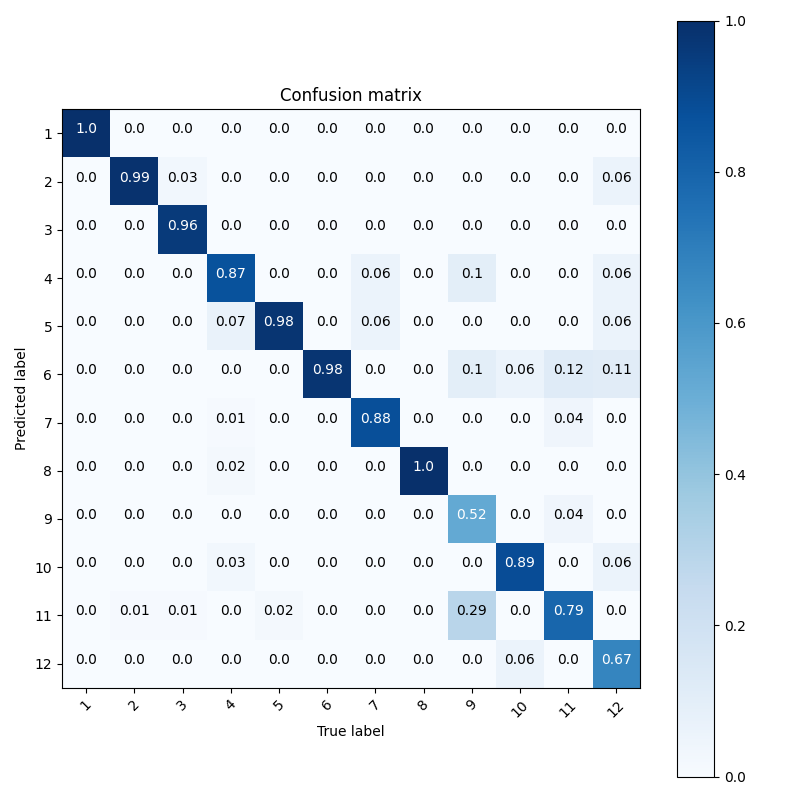 Confusion matrix
1 1.0 0.0 0.0 0.0 0.0 0.0 0.0 0.0 0.0 0.0 0.0 0.0
2 0.0 0.99 0.03 0.0 0.0 0.0 0.0 0.0 0.0 0.0 0.0 0.06
3 0.0 0.0 0.96 0.0 0.0 0.0 0.0 0.0 0.0 0.0 0.0 0.0
4 0.0 0.0 0.0 0.87 0.0 0.0 0.06 0.0 0.1 0.0 0.0 0.06
5 0.0 0.0 0.0 0.07 0.98 0.0 0.06 0.0 0.0 0.0 0.0 0.06
6 0.0 0.0 0.0 0.0 0.0 0.98 0.0 0.0 0.1 0.06 0.12 0.11
7 0.0 0.0 0.0 0.01 0.0 0.0 0.88 0.0 0.0 0.0 0.04 0.0
8 0.0 0.0 0.0 0.02 0.0 0.0 0.0 1.0 0.0 0.0 0.0 0.0
9 0.0 0.0 0.0 0.0 0.0 0.0 0.0 0.0 0.52 0.0 0.04 0.0
10 0.0 0.0 0.0 0.03 0.0 0.0 0.0 0.0 0.0 0.89 0.0 0.06
11 0.0 0.01 0.01 0.0 0.02 0.0 0.0 0.0 0.29 0.0 0.79 0.0
12 0.0 0.0 0.0 0.0 0.0 0.0 0.0 0.0 0.0 0.06 0.0 0.67
1 2 3 4 5 6 7 8 9 10 11 12
True label
Predicted label
1.0
0.8
0.6
0.4
0.2
0.0